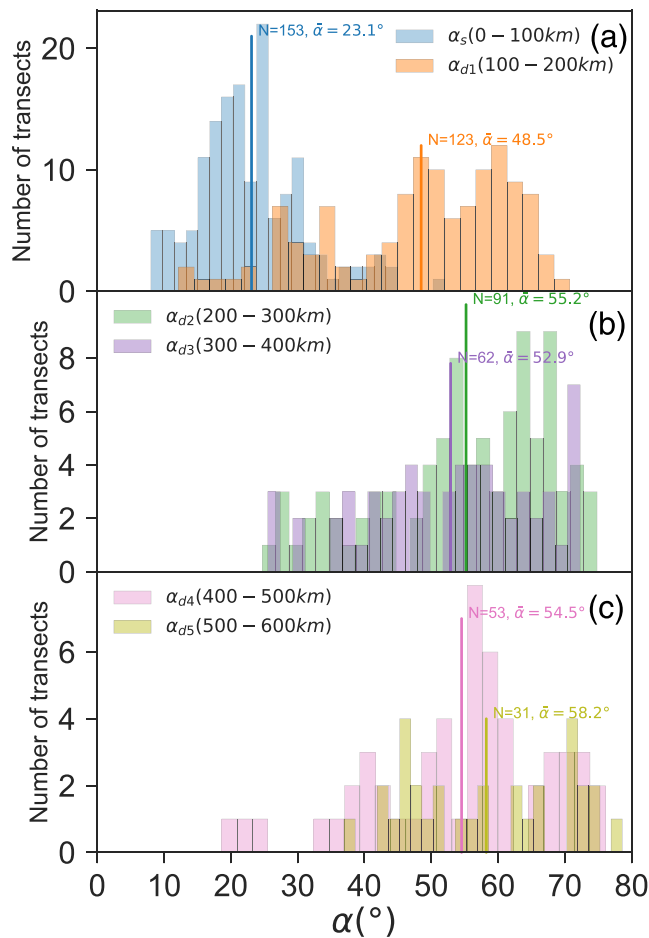 (a)
α_s(0 − 100km)
α_d1(100 − 200km)
N=153, ᾱ = 23.1°
N=123, ᾱ = 48.5°
Number of transects
20
10
0
(b)
α_d2(200 − 300km)
α_d3(300 − 400km)
N=91, ᾱ = 55.2°
N=62, ᾱ = 52.9°
Number of transects
8
6
4
2
0
(c)
α_d4(400 − 500km)
α_d5(500 − 600km)
N=53, ᾱ = 54.5°
N=31, ᾱ = 58.2°
Number of transects
6
4
2
0
0 10 20 30 40 50 60 70 80
α(°)